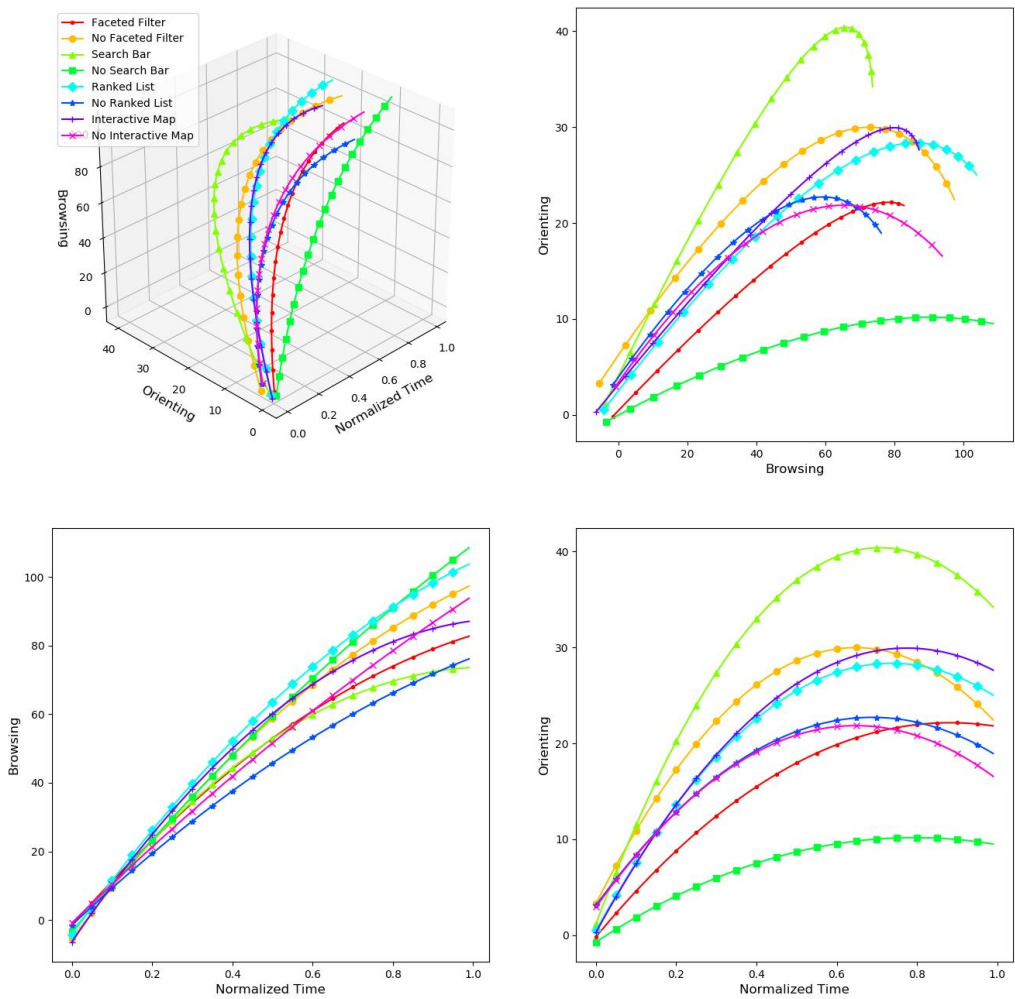 Faceted Filter
No Faceted Filter
Search Bar
No Search Bar
Ranked List
No Ranked List
Interactive Map
No Interactive Map
80
60
40
20
0
Browsing
40
30
20
10
0
Orienting
0.0
0.2
0.4
0.6
0.8
1.0
Normalized Time
40
30
20
10
0
Orienting
0 20 40 60 80 100
Browsing
100
80
60
40
20
0
Browsing
0.0 0.2 0.4 0.6 0.8 1.0
Normalized Time
40
30
20
10
0
Orienting
0.0 0.2 0.4 0.6 0.8 1.0
Normalized Time